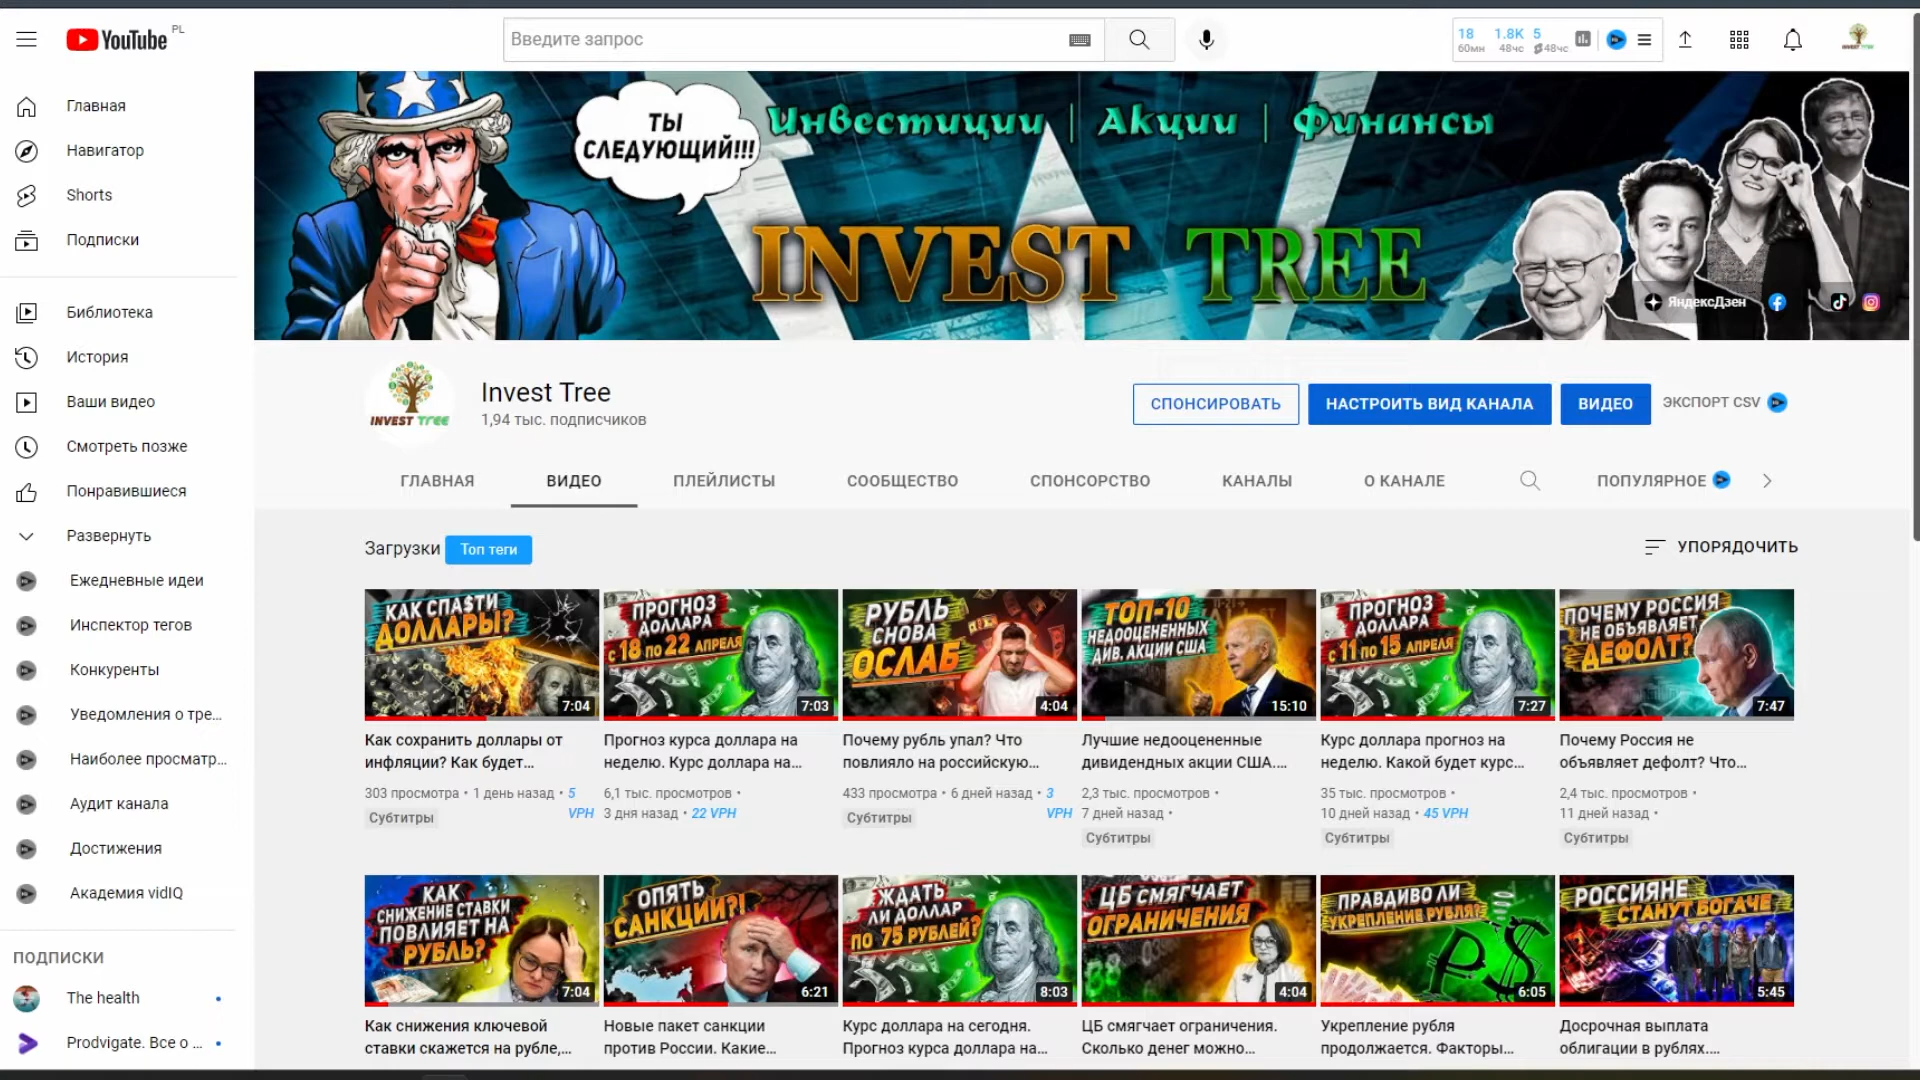 YouTube PL
Введите запрос
18 1.8K 5
60мн 48чс 48чс
Главная
Навигатор
Shorts
Подписки
Библиотека
История
Ваши видео
Смотреть позже
Понравившиеся
Развернуть
Ежедневные идеи
Инспектор тегов
Конкуренты
Уведомления о тре...
Наиболее просматр...
Аудит канала
Достижения
Академия vidIQ
ПОДПИСКИ
The health
Prodvigate. Все о ...
ТЫ
СЛЕДУЮЩИЙ!!!
Инвестиции | Акции | Финансы
INVEST TREE
ЯндексДзен
INVEST TREE
Invest Tree
1,94 тыс. подписчиков
СПОНСИРОВАТЬ
НАСТРОИТЬ ВИД КАНАЛА
ВИДЕО
ЭКСПОРТ CSV
ГЛАВНАЯ
ВИДЕО
ПЛЕЙЛИСТЫ
СООБЩЕСТВО
СПОНСОРСТВО
КАНАЛЫ
О КАНАЛЕ
ПОПУЛЯРНОЕ
Загрузки
Топ теги
УПОРЯДОЧИТЬ
КАК СПА$ТИ
ДОЛЛАРЫ?
7:04
Как сохранить доллары от
инфляции? Как будет...
303 просмотра • 1 день назад • 5
VPH
Субтитры
ПРОГНОЗ
ДОЛЛАРА
с 18 по 22 АПРЕЛЯ
7:03
Прогноз курса доллара на
неделю. Курс доллара на...
6,1 тыс. просмотров •
3 дня назад • 22 VPH
РУБЛЬ
СНОВА
ОСЛАБ
4:04
Почему рубль упал? Что
повлияло на российскую...
433 просмотра • 6 дней назад • 3
VPH
Субтитры
ТОП-10
НЕДООЦЕНЕННЫХ
ДИВ. АКЦИИ США
15:10
Лучшие недооцененные
дивидендных акции США....
2,3 тыс. просмотров •
7 дней назад •
Субтитры
ПРОГНОЗ
ДОЛЛАРА
с 11 по 15 АПРЕЛЯ
7:27
Курс доллара прогноз на
неделю. Какой будет курс...
35 тыс. просмотров •
10 дней назад • 45 VPH
Субтитры
ПОЧЕМУ РОССИЯ
НЕ ОБЪЯВЛЯЕТ
ДЕФОЛТ?
7:47
Почему Россия не
объявляет дефолт? Что...
2,4 тыс. просмотров •
11 дней назад •
Субтитры
КАК
СНИЖЕНИЕ СТАВКИ
ПОВЛИЯЕТ НА
РУБЛЬ?
7:04
Как снижения ключевой
ставки скажется на рубле,...
ОПЯТЬ
САНКЦИИ?!
6:21
Новые пакет санкции
против России. Какие...
ЖДАТЬ
ЛИ ДОЛЛАР
ПО 75 РУБЛЕЙ?
8:03
Курс доллара на сегодня.
Прогноз курса доллара на...
ЦБ СМЯГЧАЕТ
ОГРАНИЧЕНИЯ
4:04
ЦБ смягчает ограничения.
Сколько денег можно...
ПРАВДИВО ЛИ
УКРЕПЛЕНИЕ РУБЛЯ?
6:05
Укрепление рубля
продолжается. Факторы...
РОССИЯНЕ
СТАНУТ БОГАЧЕ
5:45
Досрочная выплата
облигации в рублях....